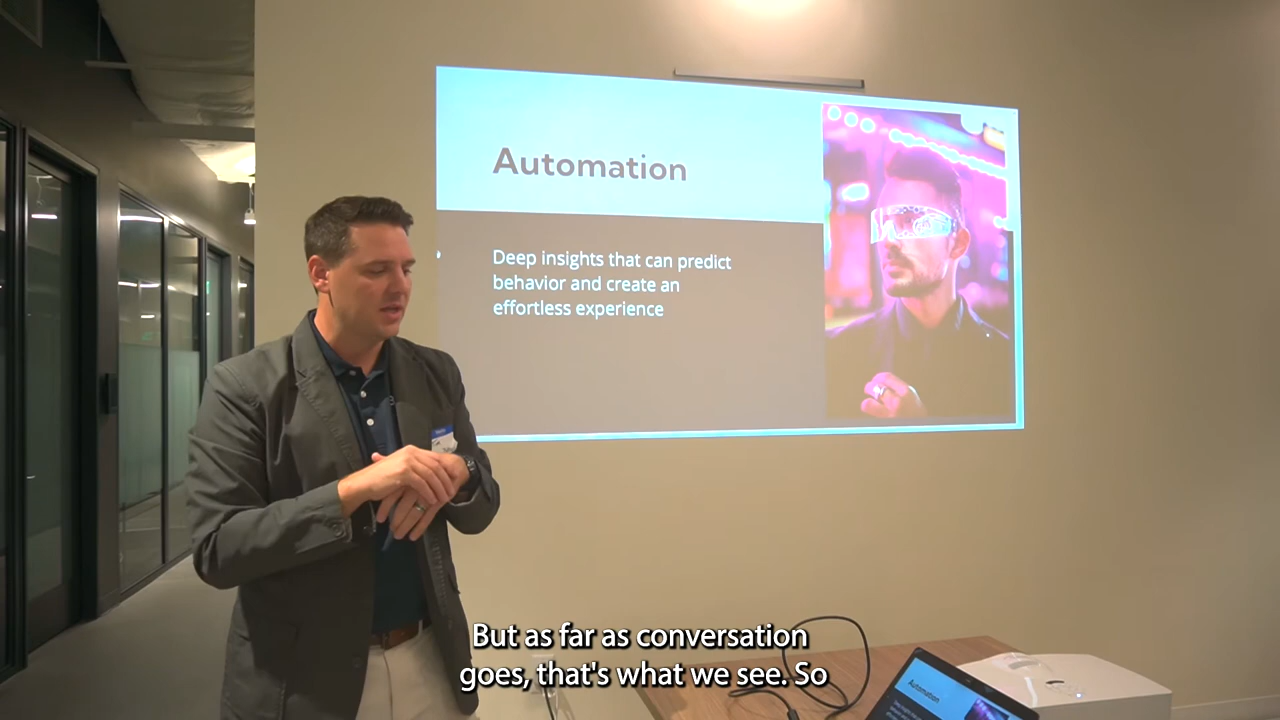 Automation
Deep insights that can predict
behavior and create an
effortless experience
But as far as conversation
goes, that's what we see. So
Automation